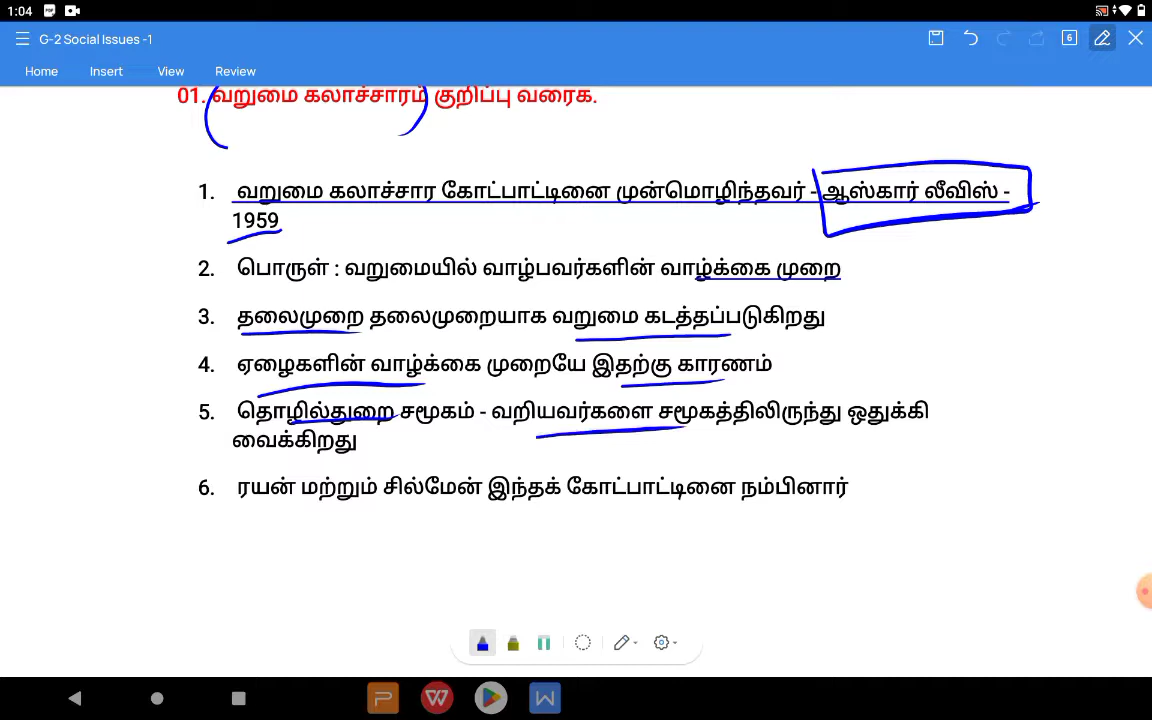 1:04
G-2 Social Issues -1
6
Home Insert View Review
01. வறுமை கலாச்சாரம் குறிப்பு வரைக.
1. வறுமை கலாச்சார கோட்பாட்டினை முன்மொழிந்தவர் - ஆஸ்கார் லீவிஸ் -
1959
2. பொருள் : வறுமையில் வாழ்பவர்களின் வாழ்க்கை முறை
3. தலைமுறை தலைமுறையாக வறுமை கடத்தப்படுகிறது
4. ஏழைகளின் வாழ்க்கை முறையே இதற்கு காரணம்
5. தொழில்துறை சமூகம் - வறியவர்களை சமூகத்திலிருந்து ஒதுக்கி
வைக்கிறது
6. ரயன் மற்றும் சில்மேன் இந்தக் கோட்பாட்டினை நம்பினார்